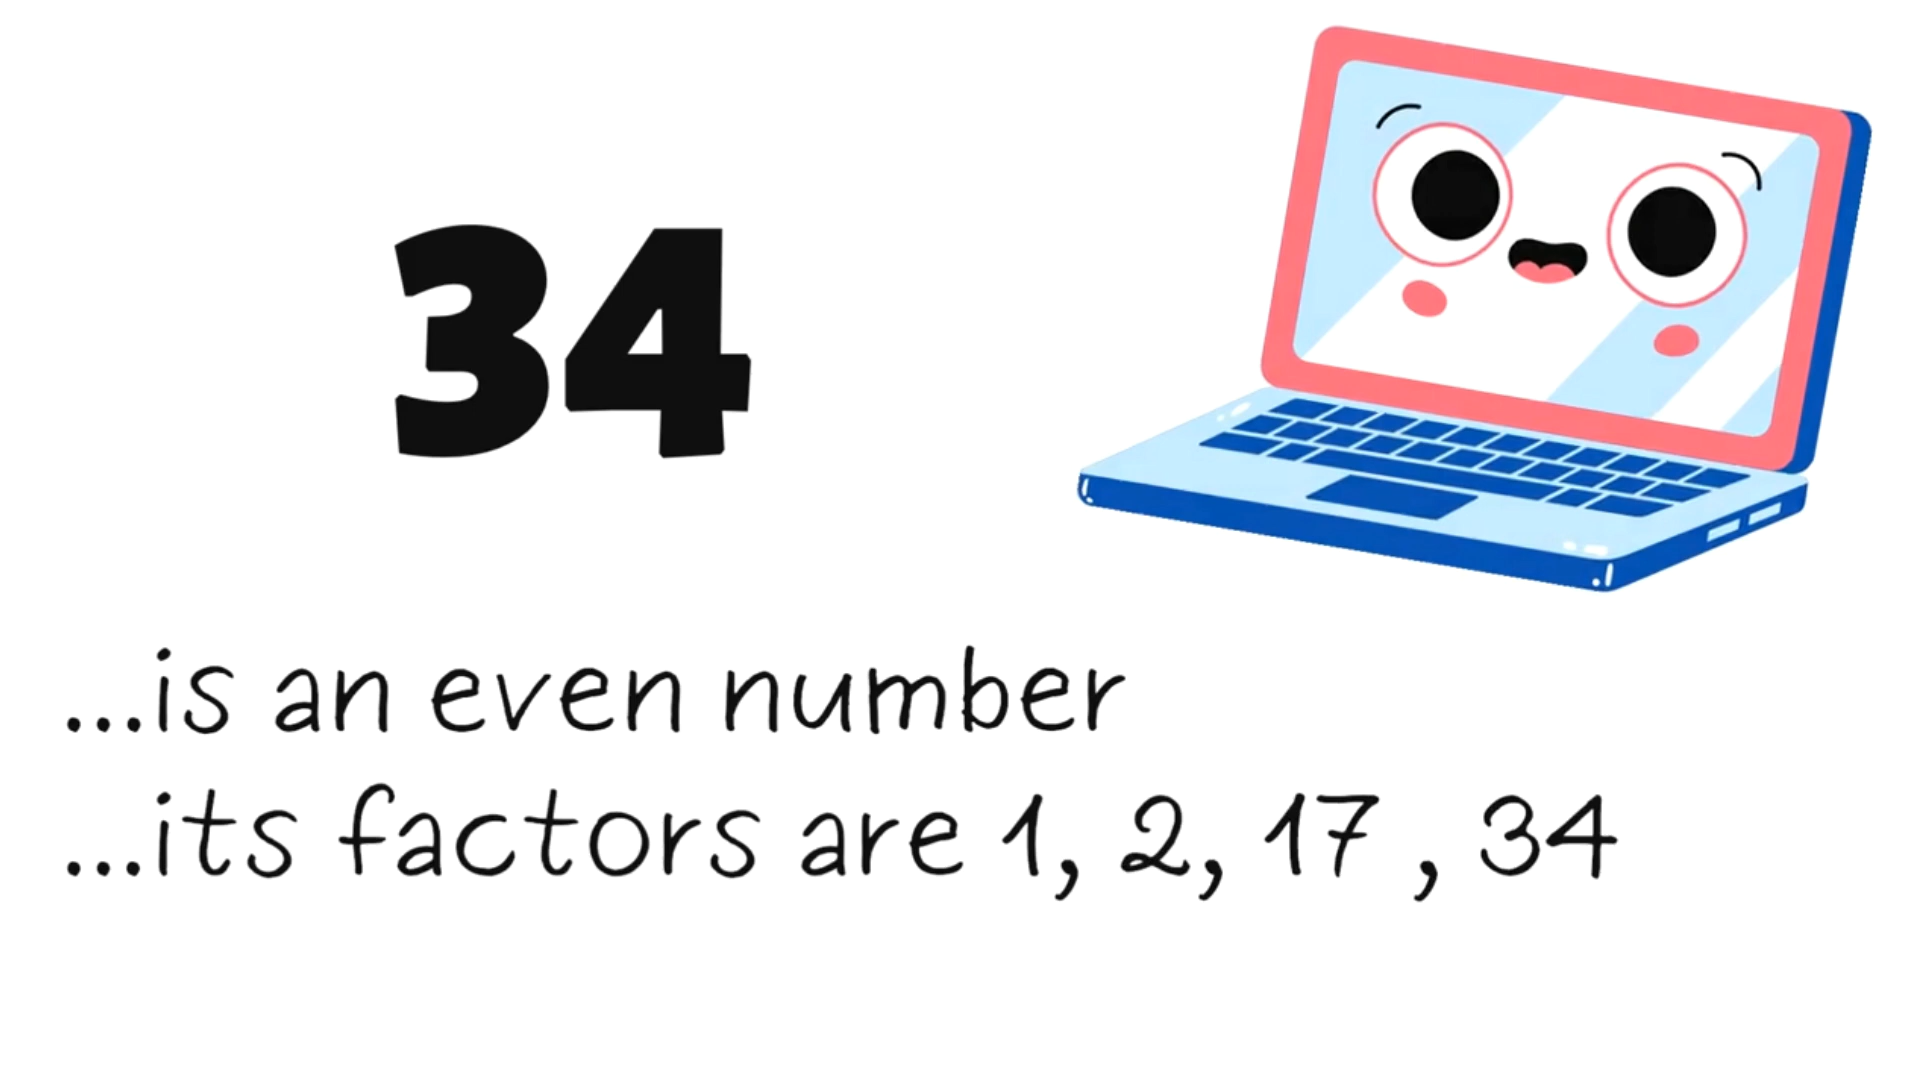 34
...is an even number
...its factors are 1, 2, 17 , 34